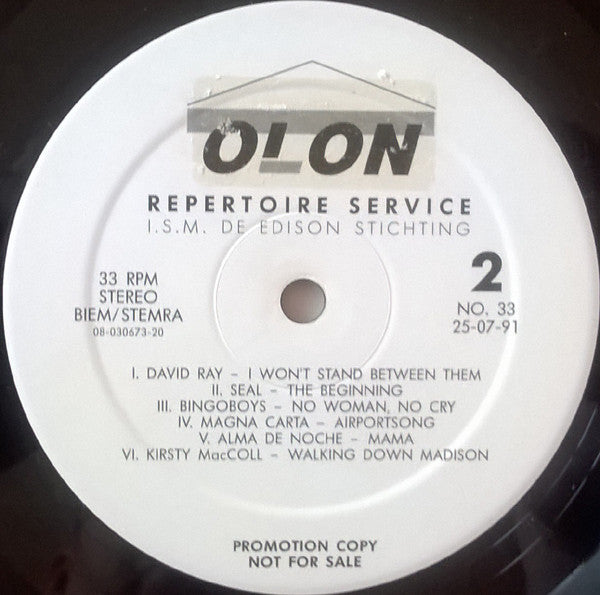 OLON
REPERTOIRE SERVICE
I.S.M. DE EDISON STICHTING
33 RPM
STEREO
BIEM/STEMRA
08-030673-20
2
NO. 33
25-07-91
I. DAVID RAY – I WON'T STAND BETWEEN THEM
II. SEAL – THE BEGINNING
III. BINGOBOYS – NO WOMAN, NO CRY
IV. MAGNA CARTA – AIRPORTSONG
V. ALMA DE NOCHE – MAMA
VI. KIRSTY MacCOLL – WALKING DOWN MADISON
PROMOTION COPY
NOT FOR SALE